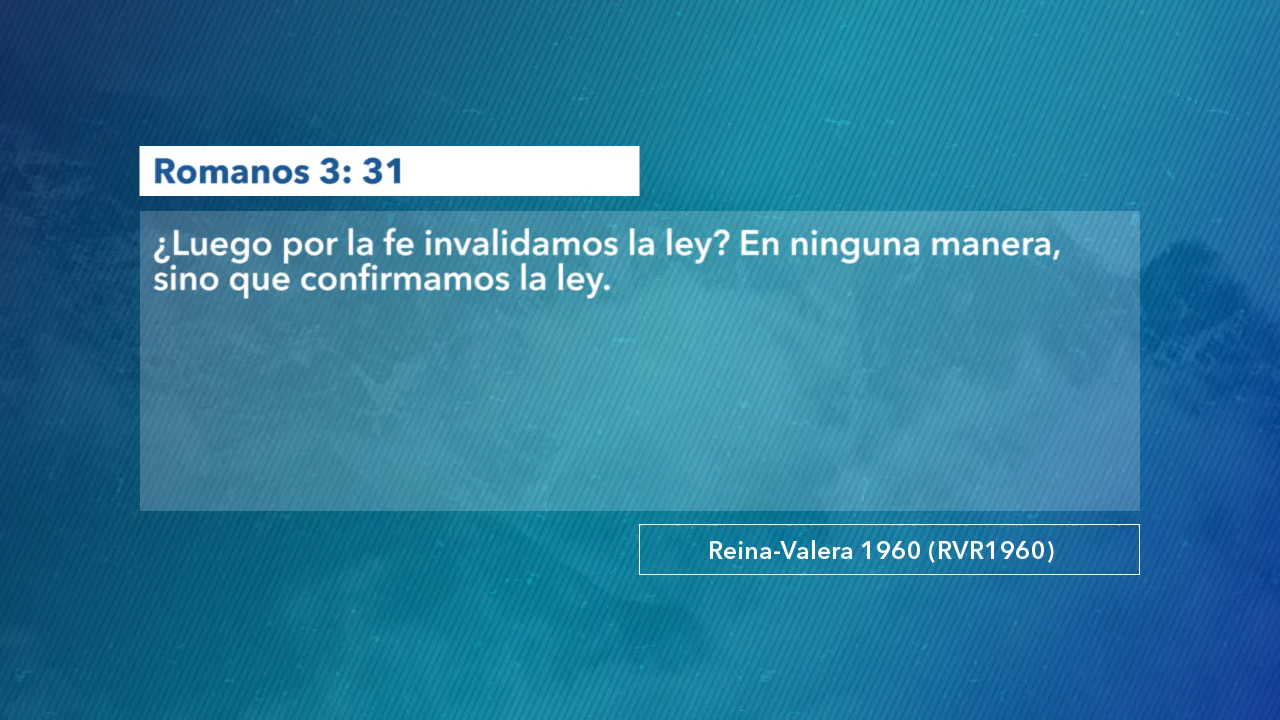 Romanos 3: 31
¿Luego por la fe invalidamos la ley? En ninguna manera,
sino que confirmamos la ley.
Reina-Valera 1960 (RVR1960)